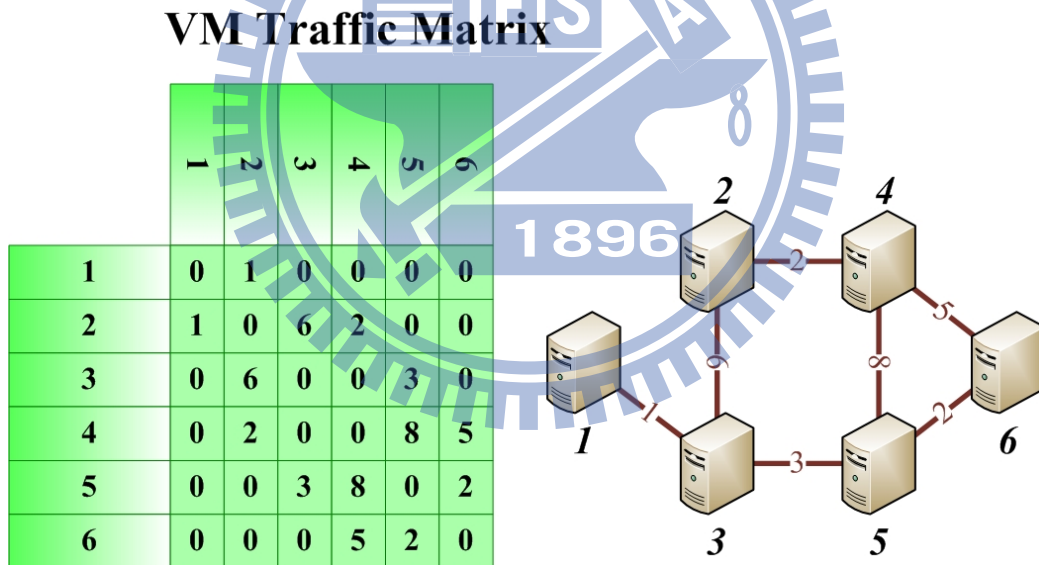 VM Traffic Matrix
1 2 3 4 5 6
1 0 1 0 0 0 0
2 1 0 6 2 0 0
3 0 6 0 0 3 0
4 0 2 0 0 8 5
5 0 0 3 8 0 2
6 0 0 0 5 2 0
1896
2 4
2
5
6 8
1 2
1 6
3
3 5